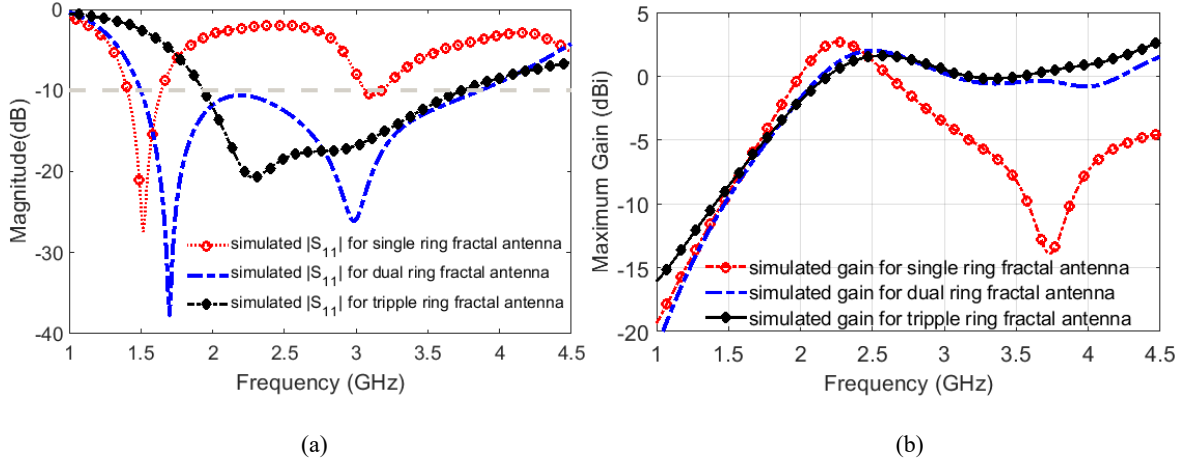 0
-10
-20
-30
-40
Magnitude(dB)
simulated |S11| for single ring fractal antenna
simulated |S11| for dual ring fractal antenna
simulated |S11| for tripple ring fractal antenna
1 1.5 2 2.5 3 3.5 4 4.5
Frequency (GHz)
(a)
5
0
-5
-10
-15
-20
Maximum Gain (dBi)
simulated gain for single ring fractal antenna
simulated gain for dual ring fractal antenna
simulated gain for tripple ring fractal antenna
1 1.5 2 2.5 3 3.5 4 4.5
Frequency (GHz)
(b)